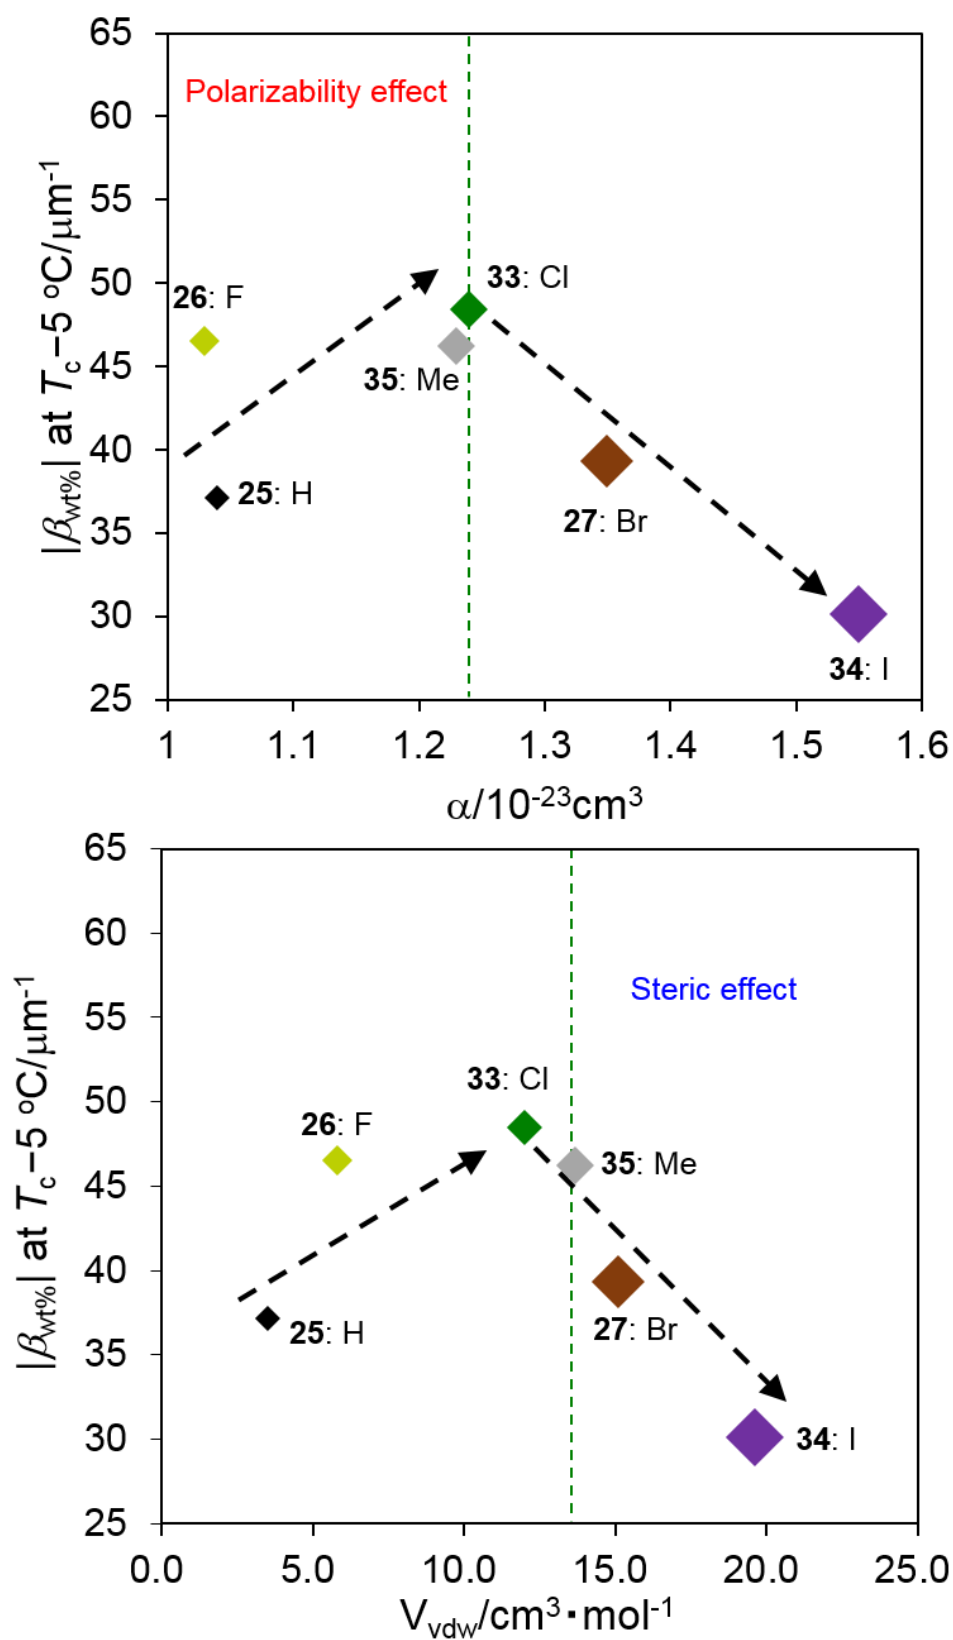 65
Polarizability effect
60
55
50
33: Cl
26: F
45
35: Me
40
25: H
27: Br
35
30
34: I
25
|β wt%| at Tc−5 ºC/μm-1
1 1.1 1.2 1.3 1.4 1.5 1.6
α/10-23cm3
65
60
Steric effect
55
50
33: Cl
26: F
35: Me
45
40
25: H
27: Br
35
30
34: I
25
|β wt%| at Tc−5 ºC/μm-1
0.0 5.0 10.0 15.0 20.0 25.0
Vvdw/cm3・mol-1